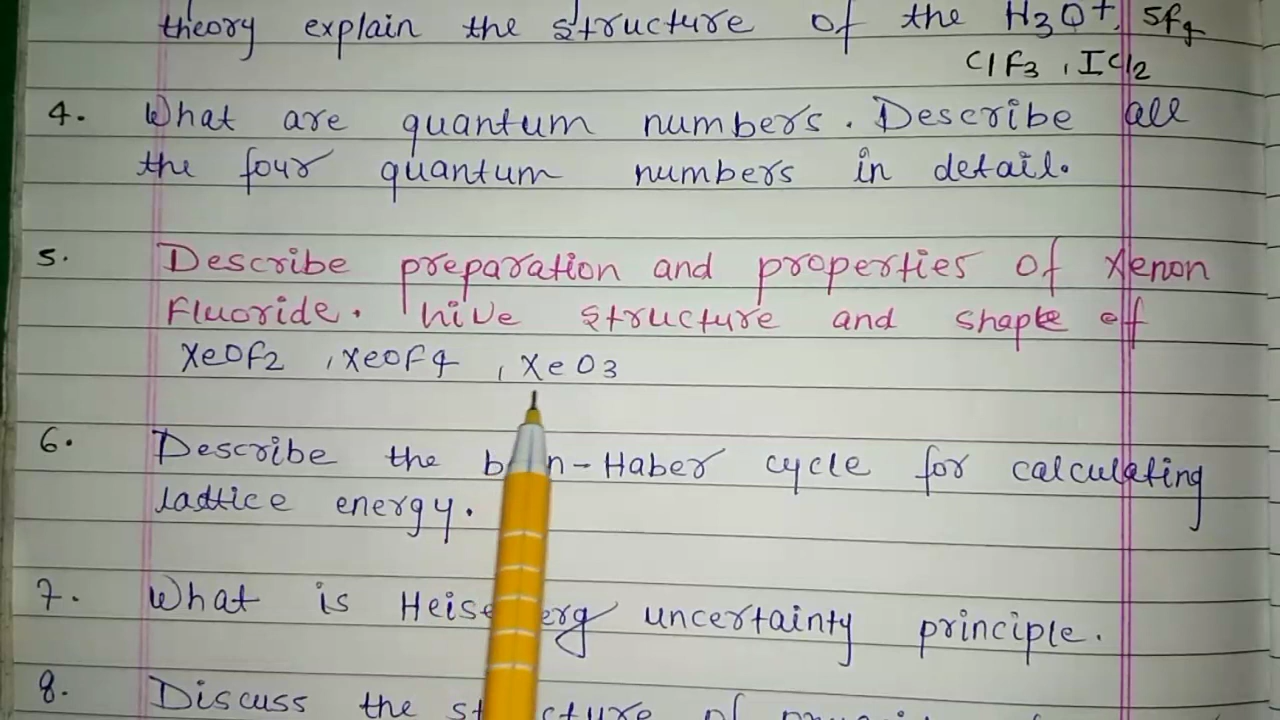 theory explain the structure of the H3O+, SF4
ClF3, ICl2
4. What are quantum numbers. Describe all
the four quantum numbers in detail.
5. Describe preparation and properties of Xenon
Fluoride. hive structure and shape of
XeOF2, XeOF4, XeO3
6. Describe the b n-Haber cycle for calculating
lattice energy.
7. What is uncertainty principle.
8. Discuss the of